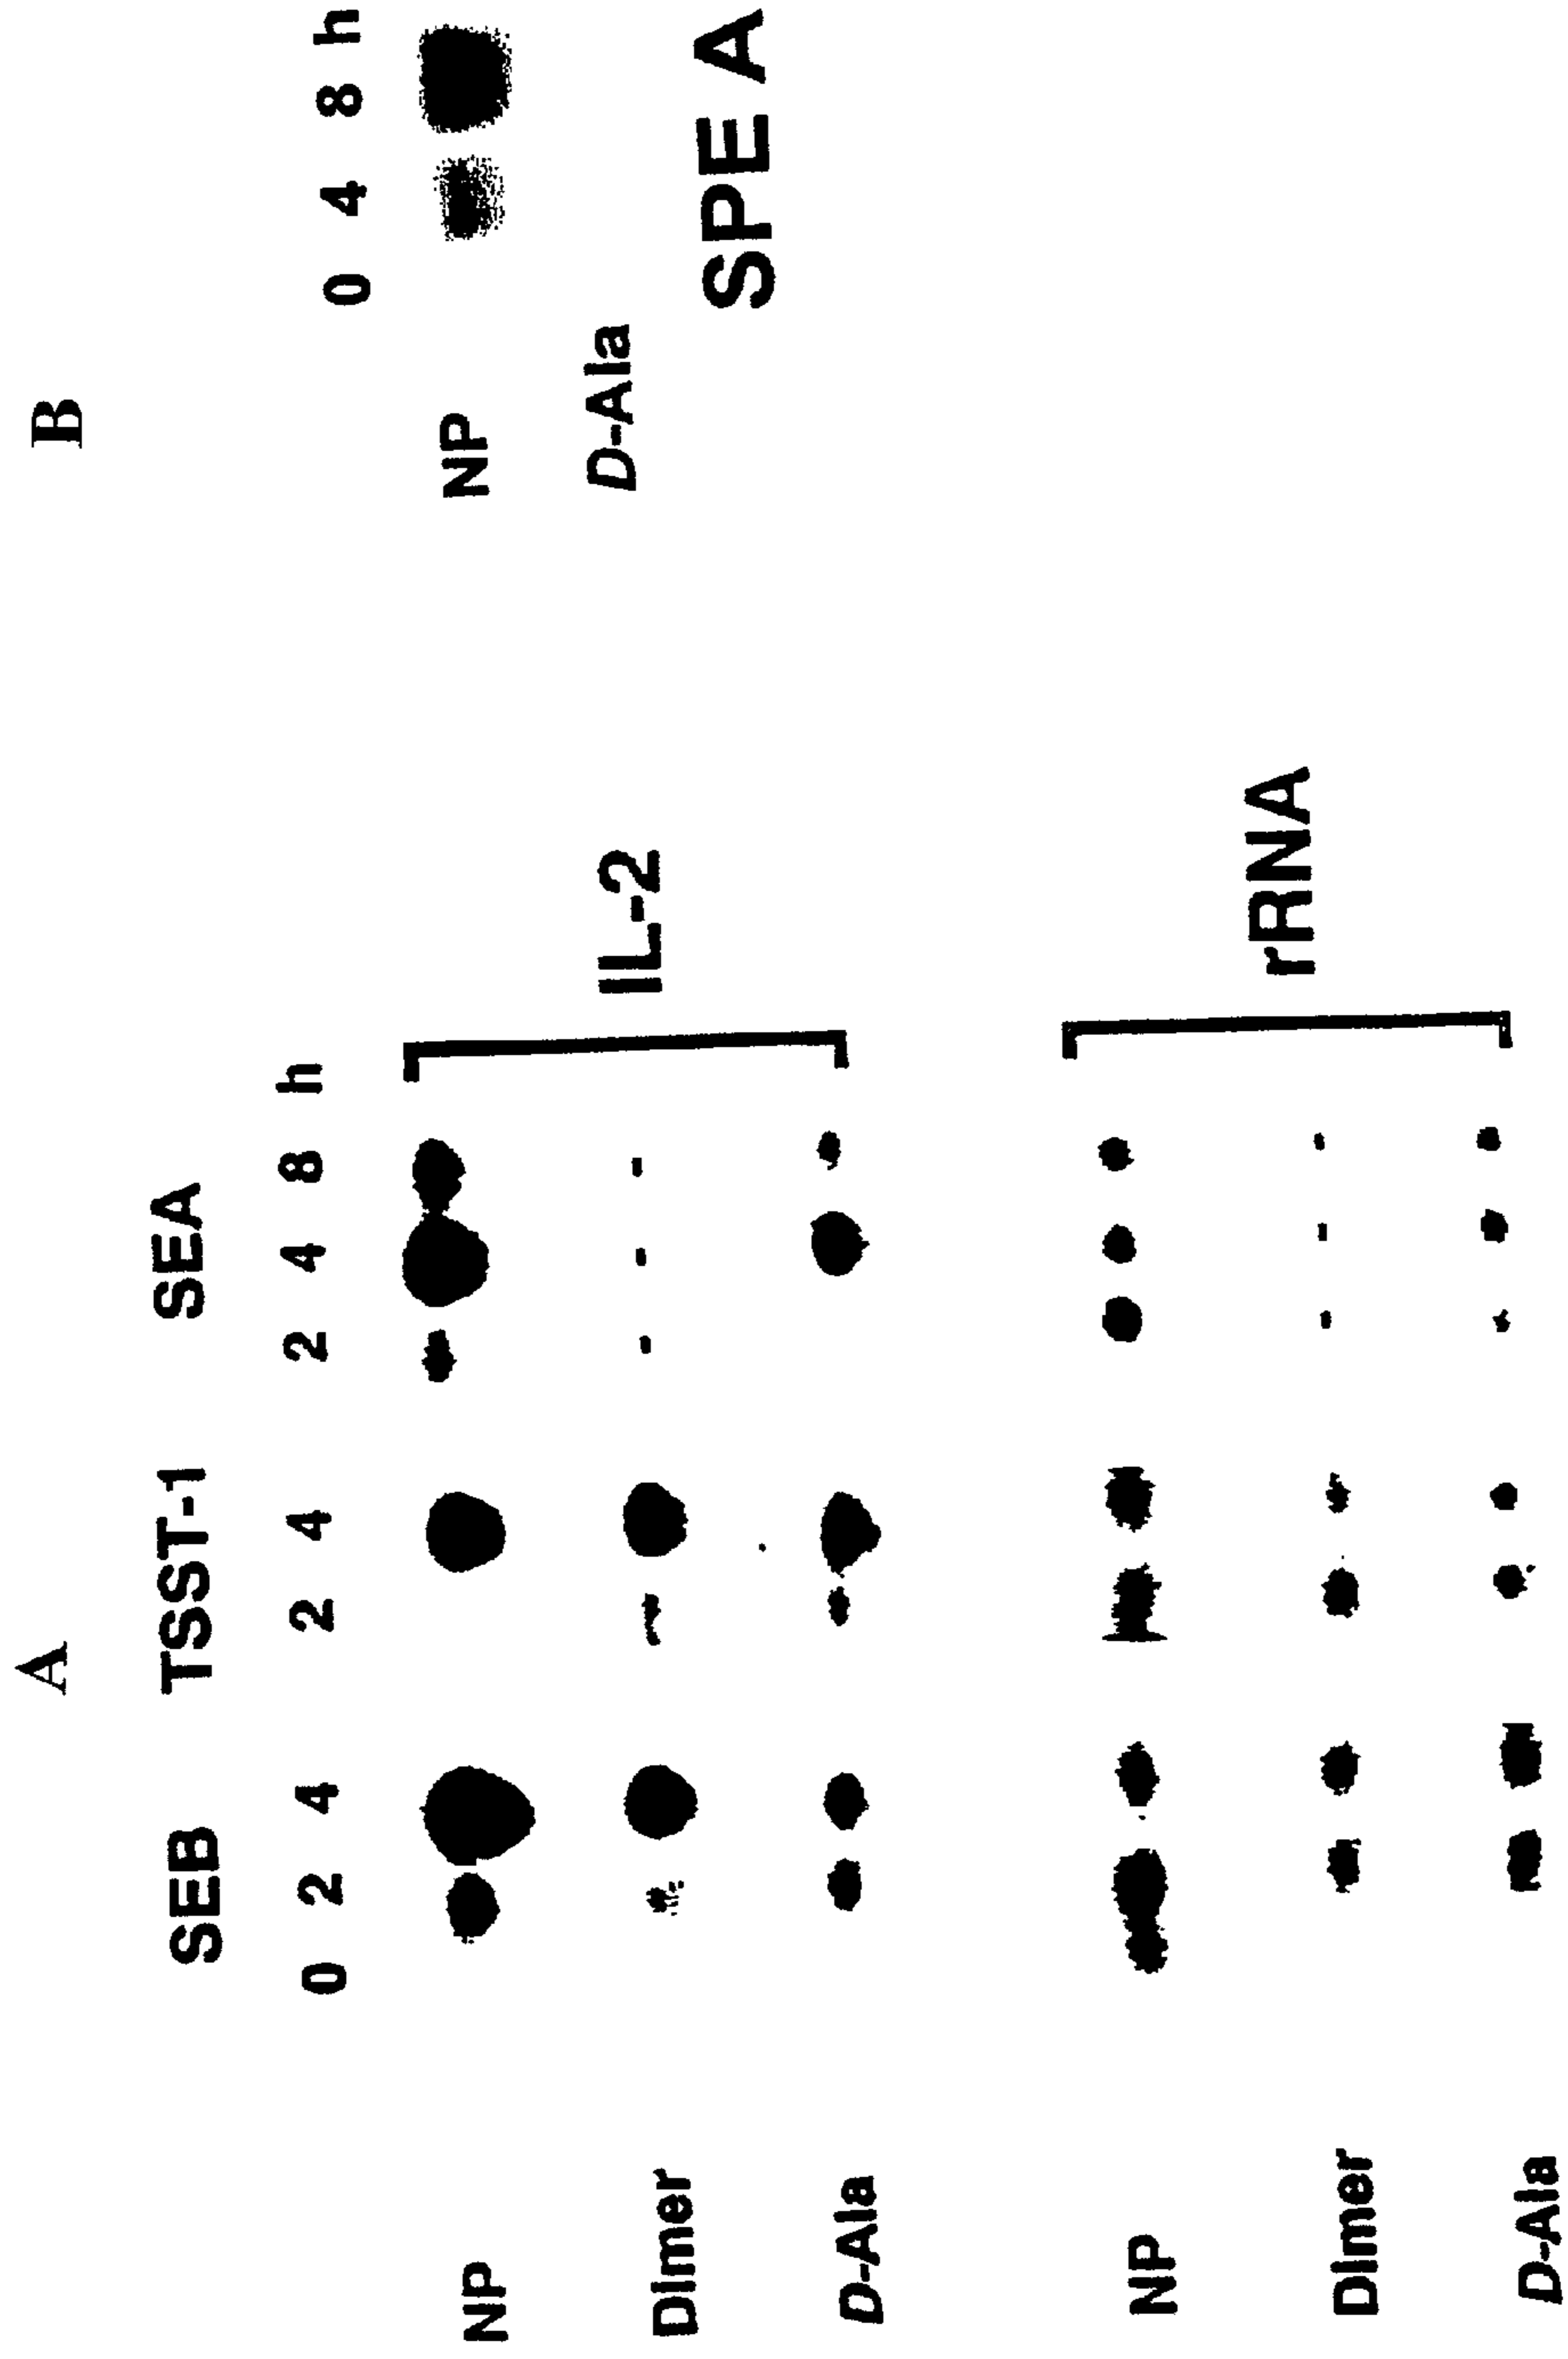 A
SEB TSST-1 SEA
0 2 4 2 4 2 4 8 h
NP
Dimer
D-Ala
IL-2
NP
Dimer
D-Ala
rRNA
B
0 4 8 h
NP
D-Ala
SPE A